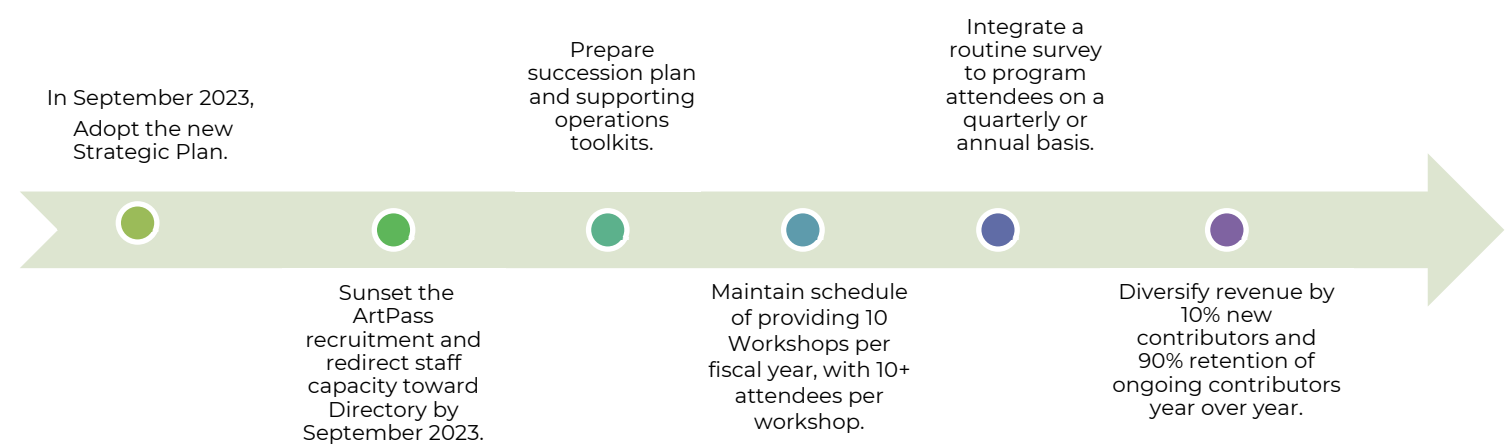 In September 2023,
Adopt the new
Strategic Plan.
Sunset the
ArtPass
recruitment and
redirect staff
capacity toward
Directory by
September 2023.
Prepare
succession plan
and supporting
operations
toolkits.
Maintain schedule
of providing 10
Workshops per
fiscal year, with 10+
attendees per
workshop.
Integrate a
routine survey
to program
attendees on a
quarterly or
annual basis.
Diversify revenue by
10% new
contributors and
90% retention of
ongoing contributors
year over year.